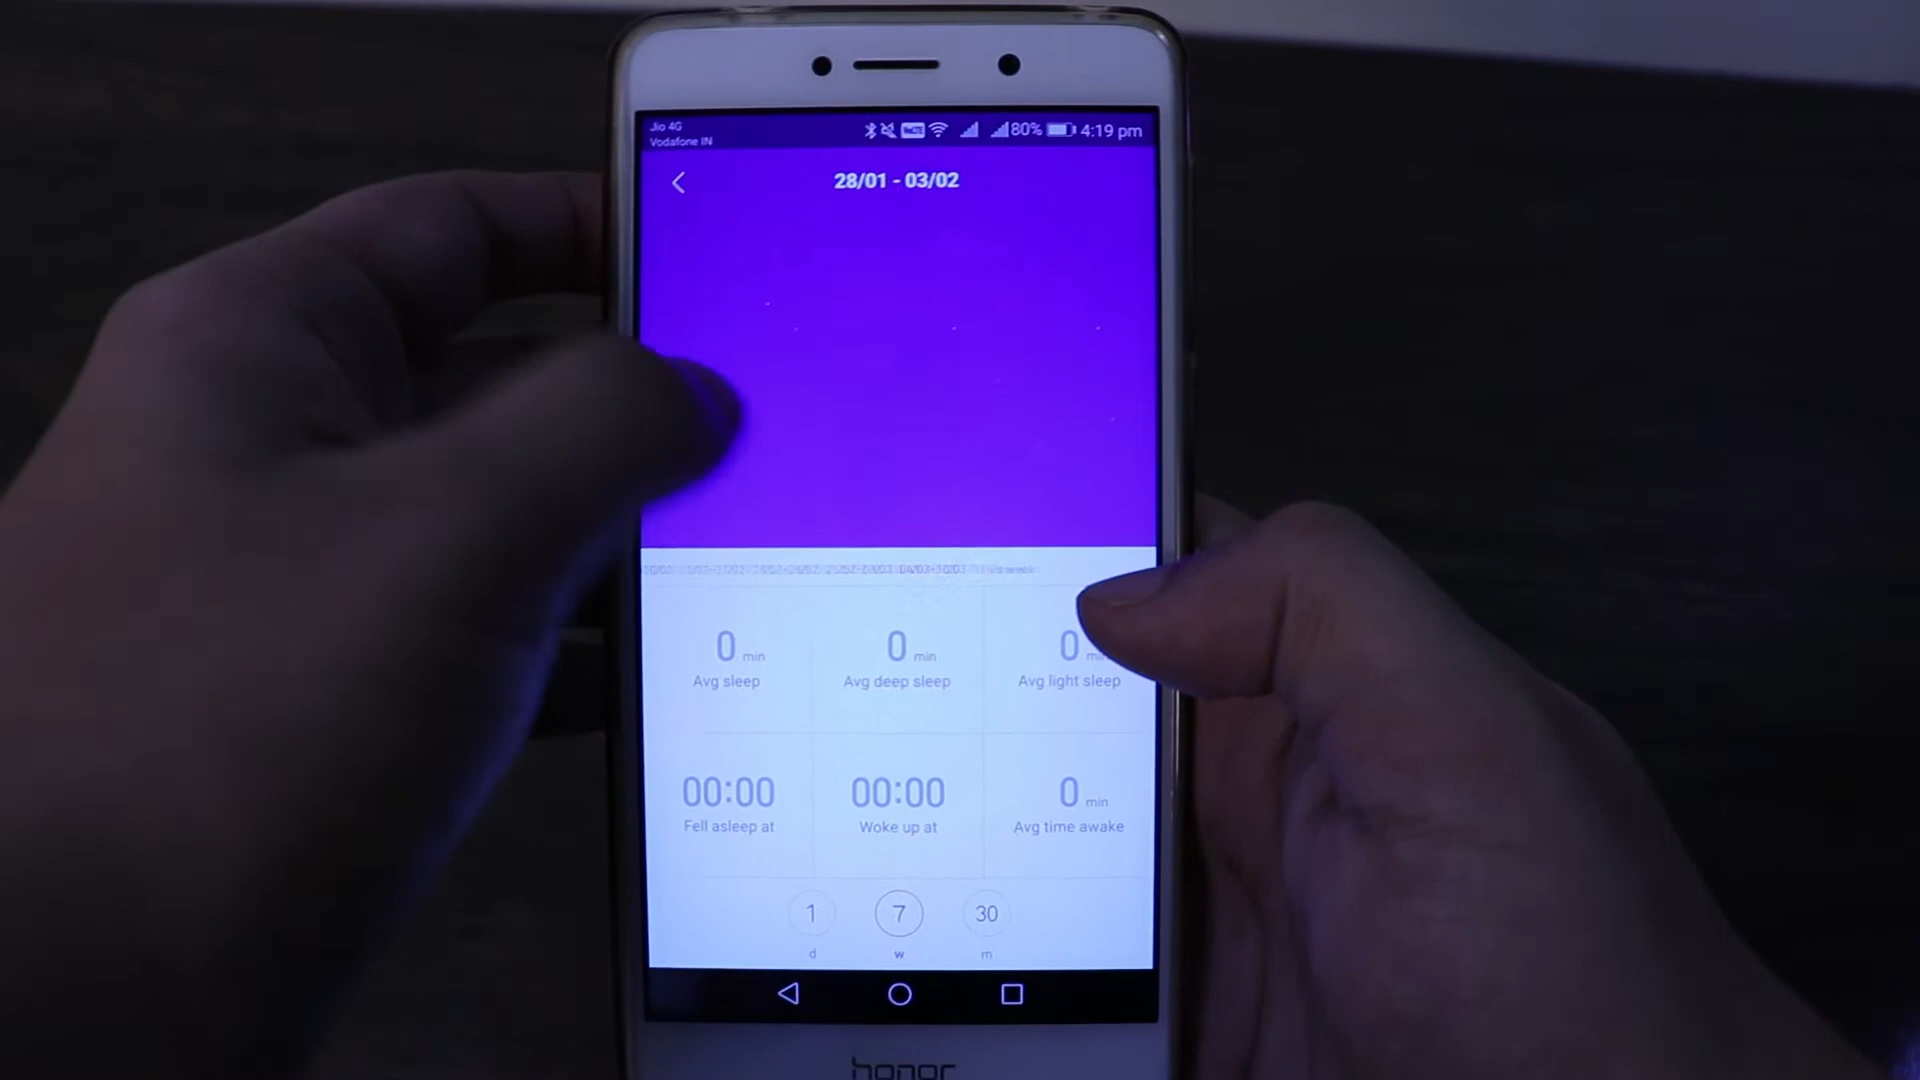 Jio 4G
Vodafone IN
VoLTE 80% 4:19 pm
28/01 - 03/02
0 min
0 min
0
Avg sleep
Avg deep sleep
Avg light sleep
00:00
00:00
0 min
Fell asleep at
Woke up at
Avg time awake
1
7
30
d
w
m
honor